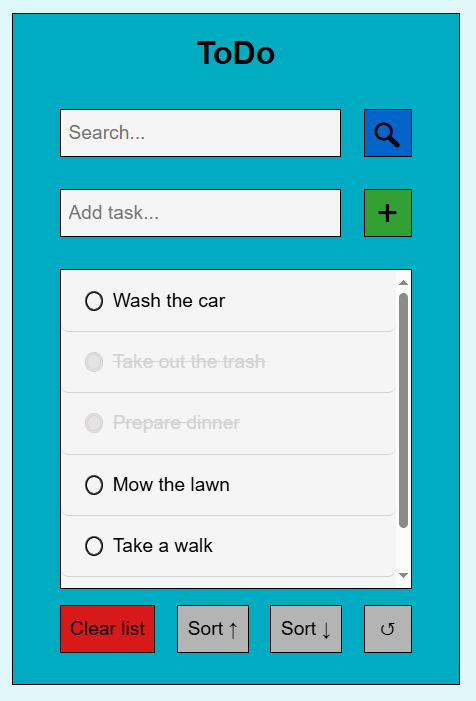 ToDo
Search...
Add task...
+
Wash the car
Take out the trash
Prepare dinner
Mow the lawn
Take a walk
Clear list Sort ↑ Sort ↓ ↺